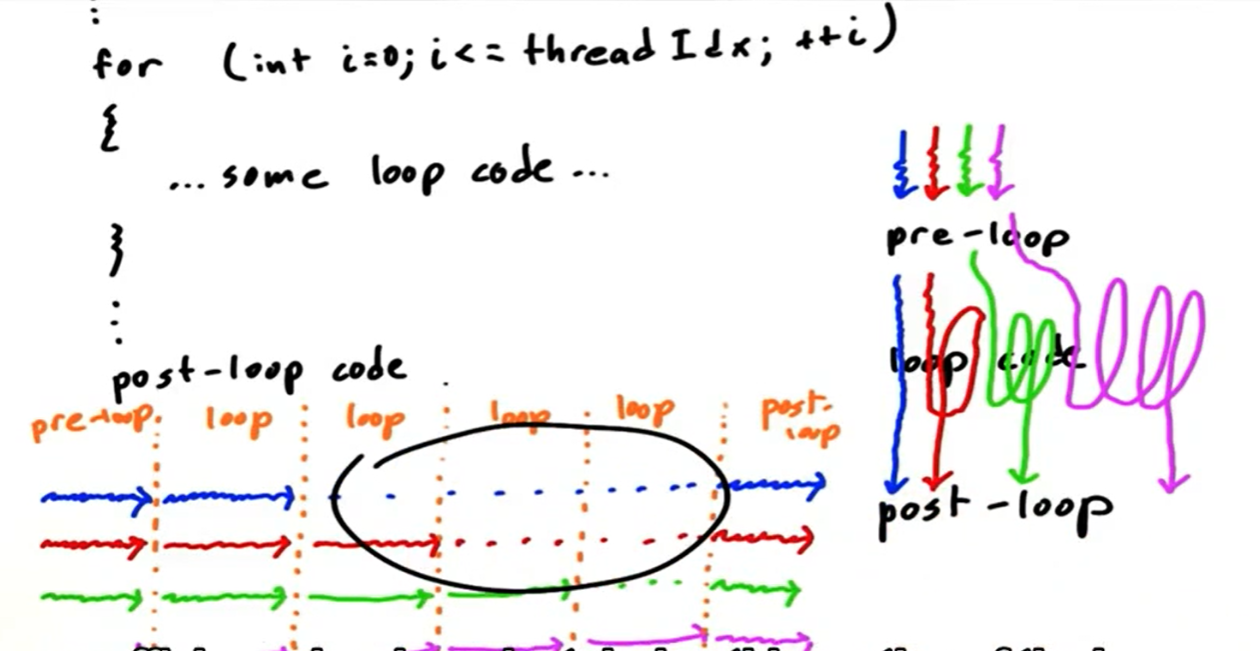 for (int i=0; i<= threadIdx; ++i)
{
... some loop code ...
}
post-loop code
pre-loop
loop code
post-loop
pre-loop loop loop loop loop post-loop